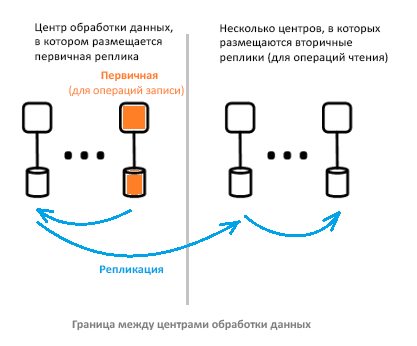 Центр обработки данных,
в котором размещается
первичная реплика
Несколько центров, в которых
размещаются вторичные
реплики (для операций чтения)
Первичная
(для операций записи)
Репликация
Граница между центрами обработки данных